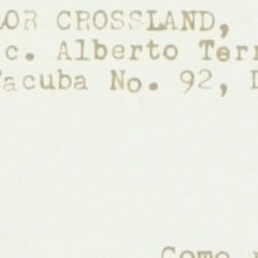 LOR CROSSLAND,
c. Alberto Terr
Tacuba No. 92,
Como